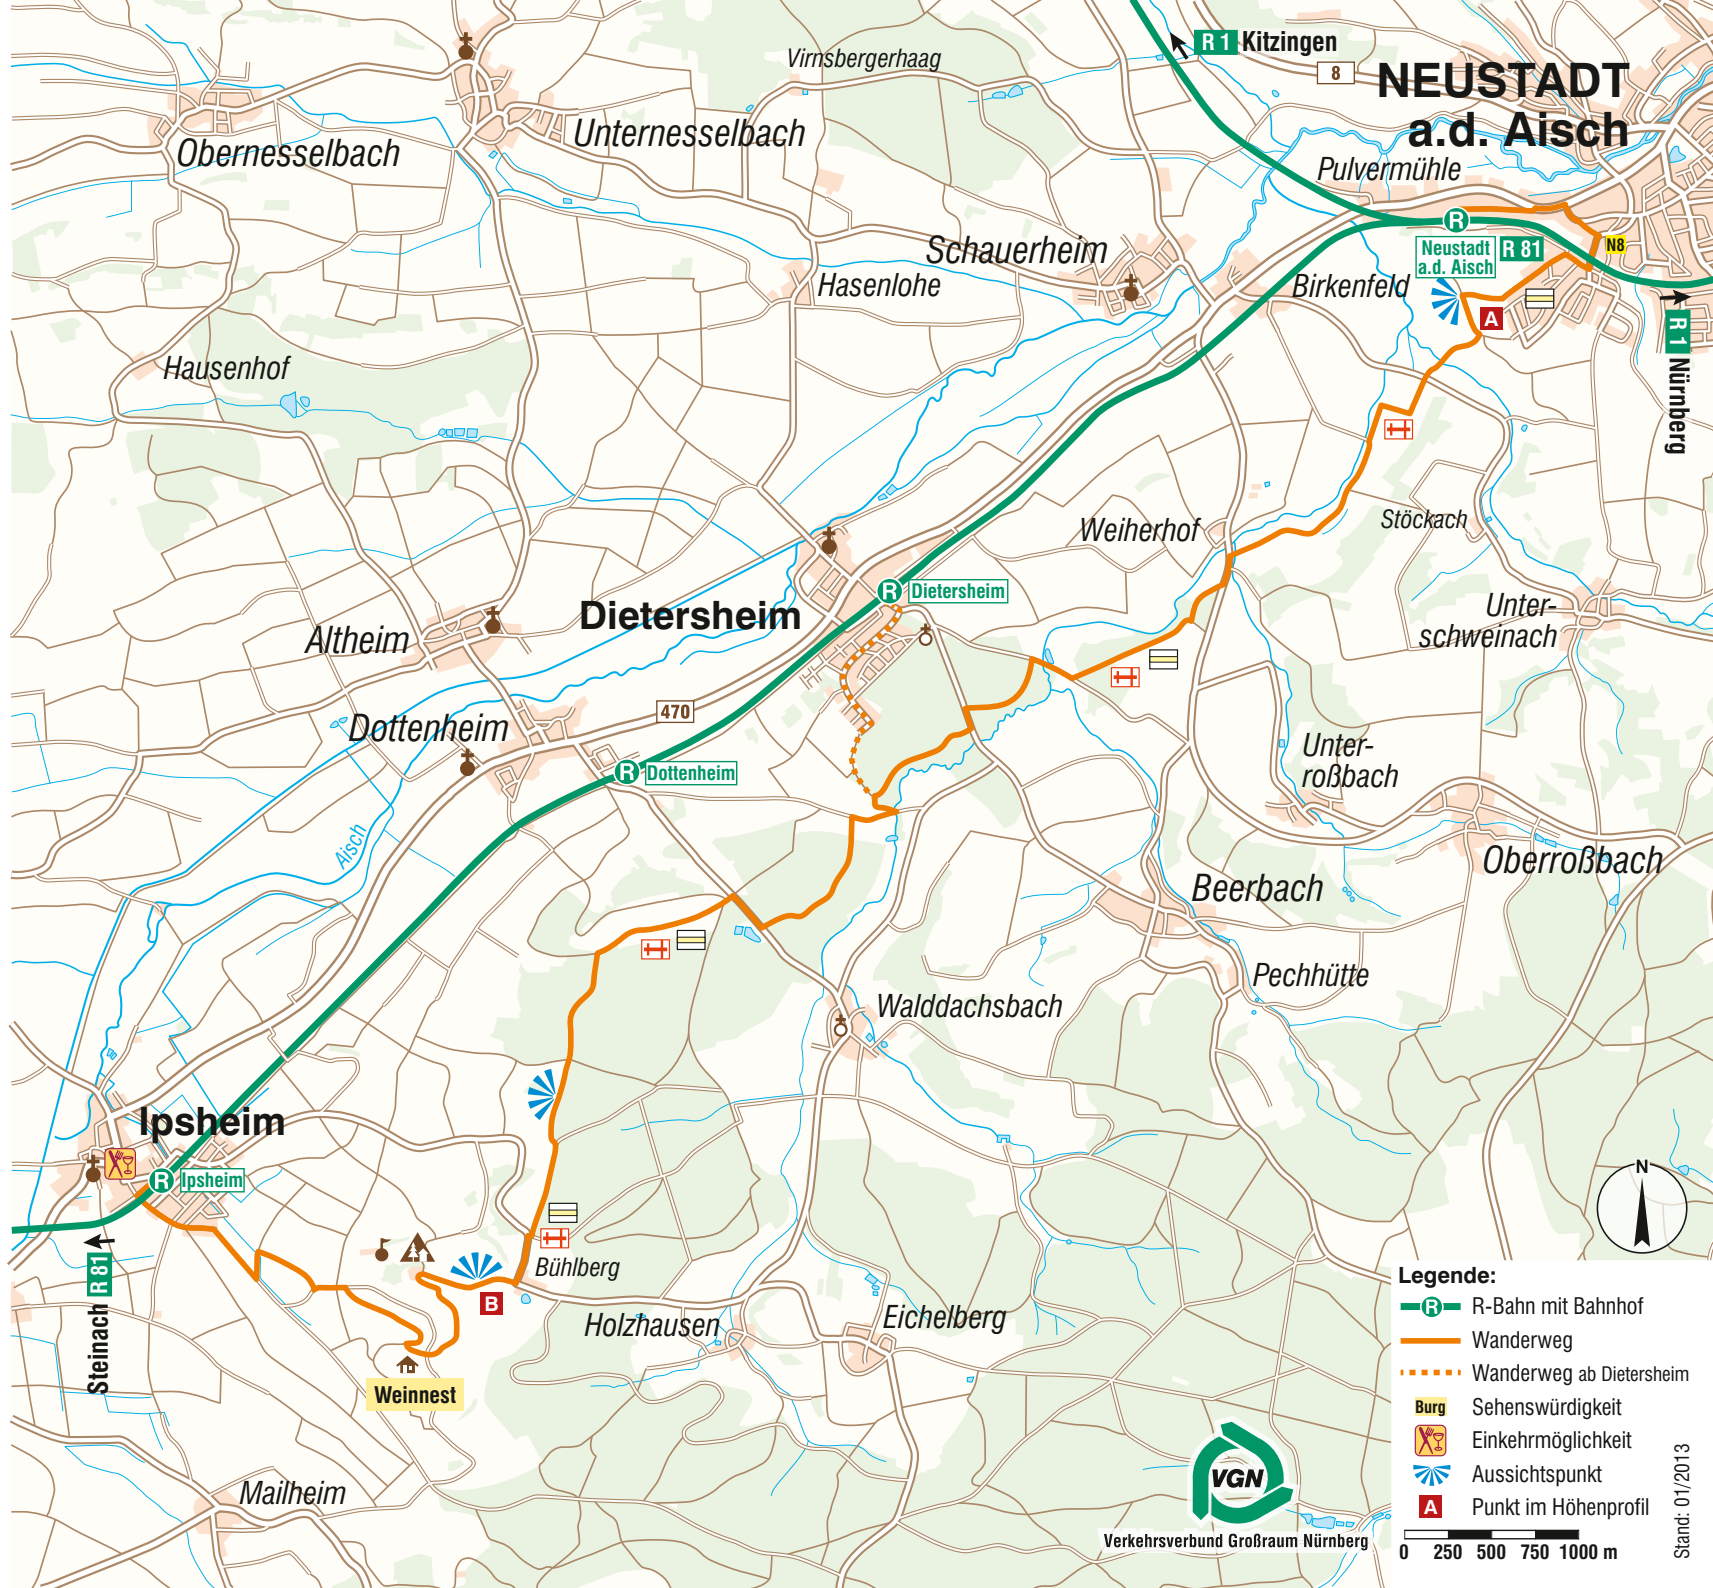 R 1 Kitzingen
Virnsbergerhaag
8
NEUSTADT
a.d. Aisch
Unternesselbach
Obernesselbach
Pulvermühle
R
Schauerheim
Neustadt
a.d. Aisch
R 81
N8
Hasenlohe
Birkenfeld
A
R 1 Nürnberg
Hausenhof
Weiherhof
Stöckach
R
Dietersheim
Dietersheim
Unter-
schweinach
Altheim
470
Dottenheim
Unter-
roßbach
R
Dottenheim
Aisch
Oberroßbach
Beerbach
Pechhütte
Walddachsbach
Ipsheim
R
Ipsheim
N
R 81
Steinach
Bühlberg
B
Holzhausen
Eichelberg
Weinnest
Mailheim
VGN
Verkehrsverbund Großraum Nürnberg
Legende:
R
R-Bahn mit Bahnhof
Wanderweg
Wanderweg ab Dietersheim
Burg
Sehenswürdigkeit
Einkehrmöglichkeit
Aussichtspunkt
A
Punkt im Höhenprofil
0 250 500 750 1000 m
Stand: 01/2013